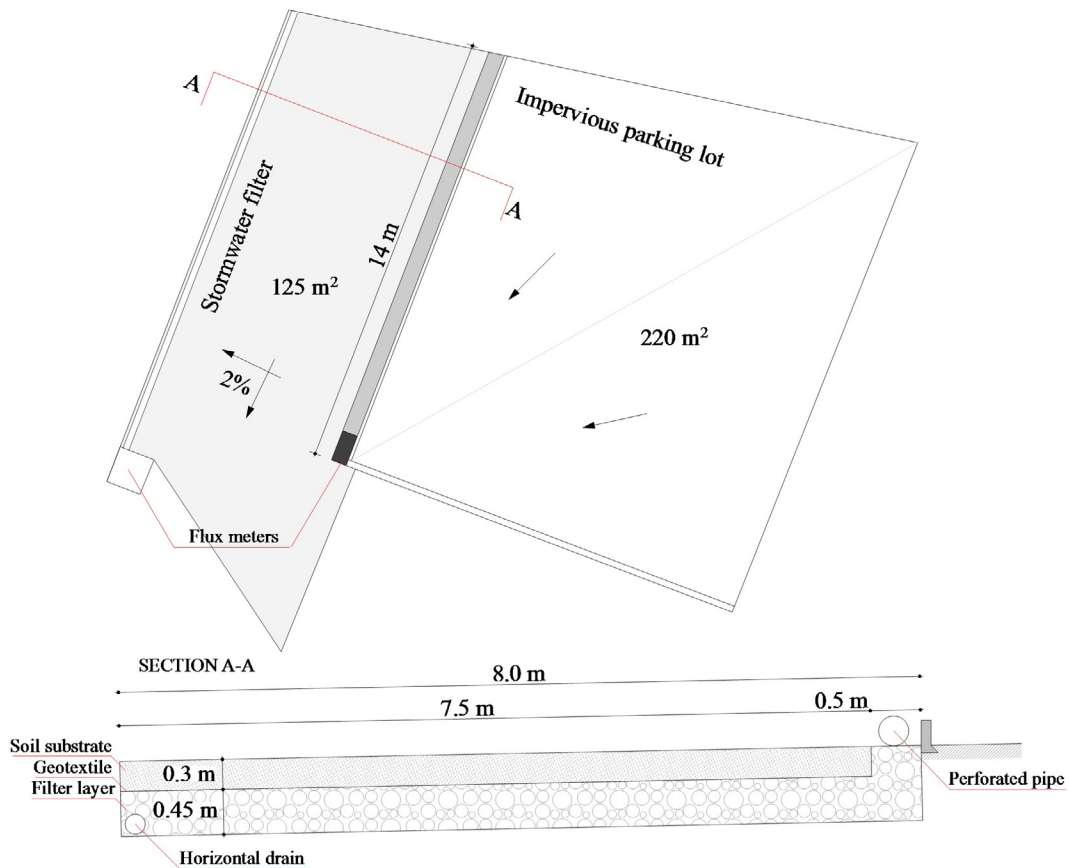 A
Impervious parking lot
A
Stormwater filter
14 m
125 m²
220 m²
2%
Flux meters
SECTION A-A
8.0 m
7.5 m
0.5 m
Soil substrate
Geotextile
Filter layer
0.3 m
0.45 m
Perforated pipe
Horizontal drain